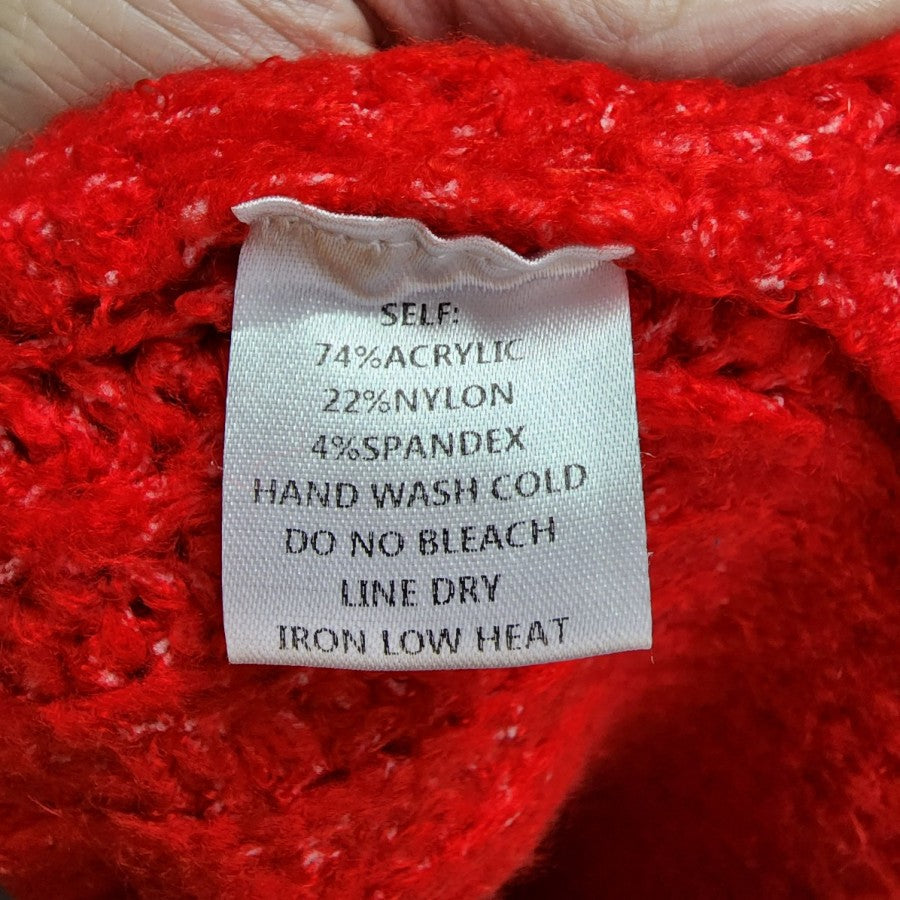 SELF:
74%ACRYLIC
22%NYLON
4%SPANDEX
HAND WASH COLD
DO NO BLEACH
LINE DRY
IRON LOW HEAT